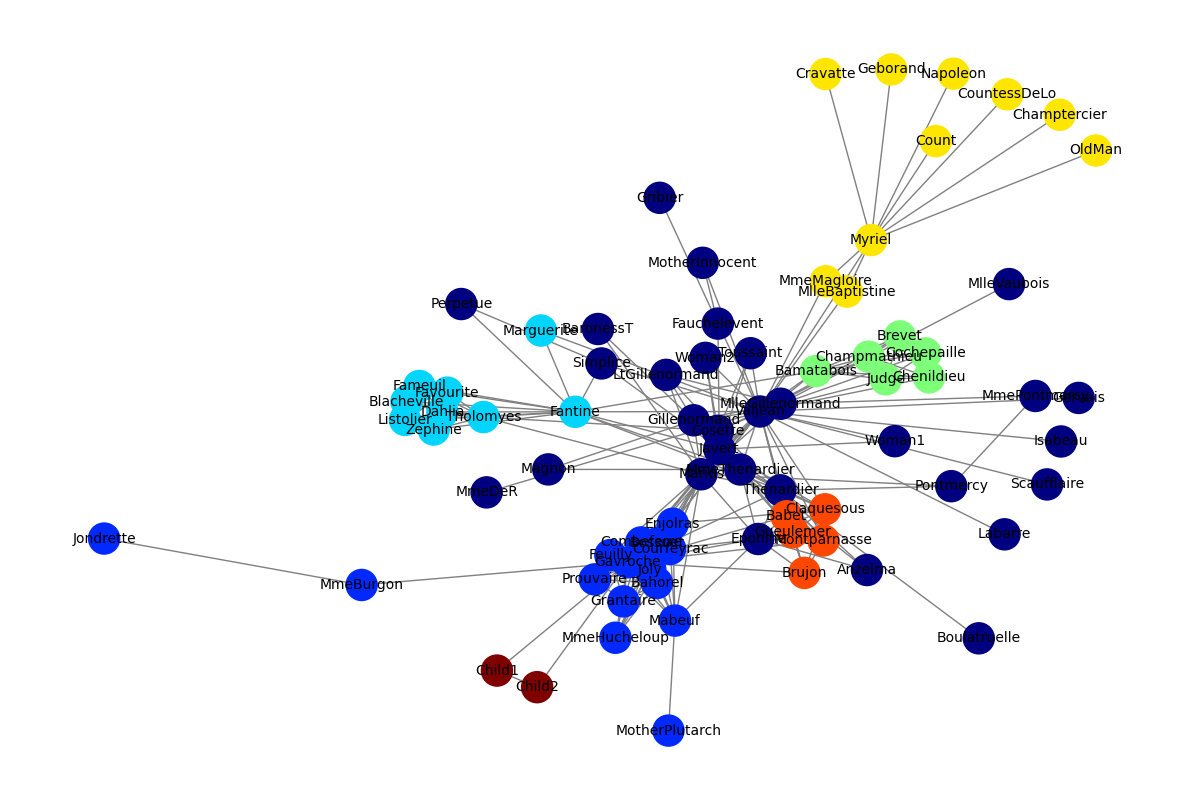 Cravatte
Geborand
Napoleon
CountessDeLo
Champtercier
Count
OldMan
Gribier
Myriel
MotherInnocent
MmeMagloire
MlleBaptistine
MlleVaubois
Perpetue
Marguerite
BaronessT
Fauchelevent
Brevet
Simplice
Woman2
Toussaint
Champmathieu
Cochepaille
LtGillenormand
Bamatabois
Judge
Chenildieu
Fameuil
Favourite
Blacheville
Dahlia
Listolier
Tholomyes
Zephine
Fantine
Gillenormand
MlleGillenormand
Valjean
MmePontmercy
Gervais
Cosette
Javert
Woman1
Isabeau
Magnon
Marius
MmeThenardier
MmeDeR
Thenardier
Pontmercy
Scaufflaire
Claquesous
Babet
Enjolras
Gueulemer
Labarre
Jondrette
Combeferre
Bossuet
Courfeyrac
Eponine
Montparnasse
Feuilly
Gavroche
Joly
MmeBurgon
Prouvaire
Bahorel
Brujon
Anzelma
Grantaire
Mabeuf
MmeHucheloup
Boulatruelle
Child1
Child2
MotherPlutarch